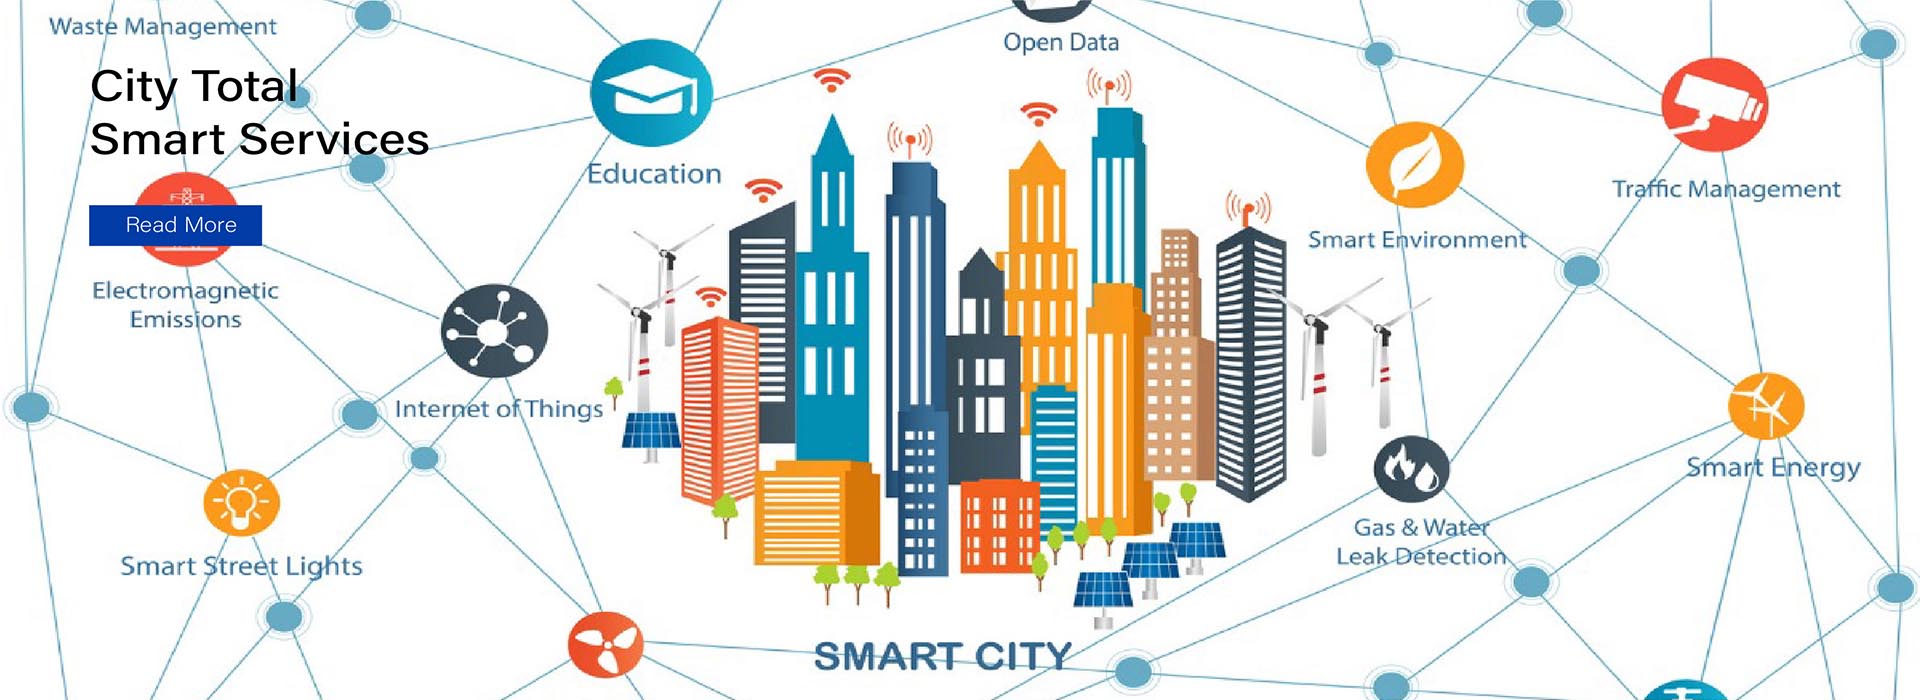 Waste Management
City Total
Smart Services
Read More
Electromagnetic
Emissions
Education
Open Data
Traffic Management
Smart Environment
Internet of Things
Smart Energy
Gas & Water
Leak Detection
Smart Street Lights
SMART CITY